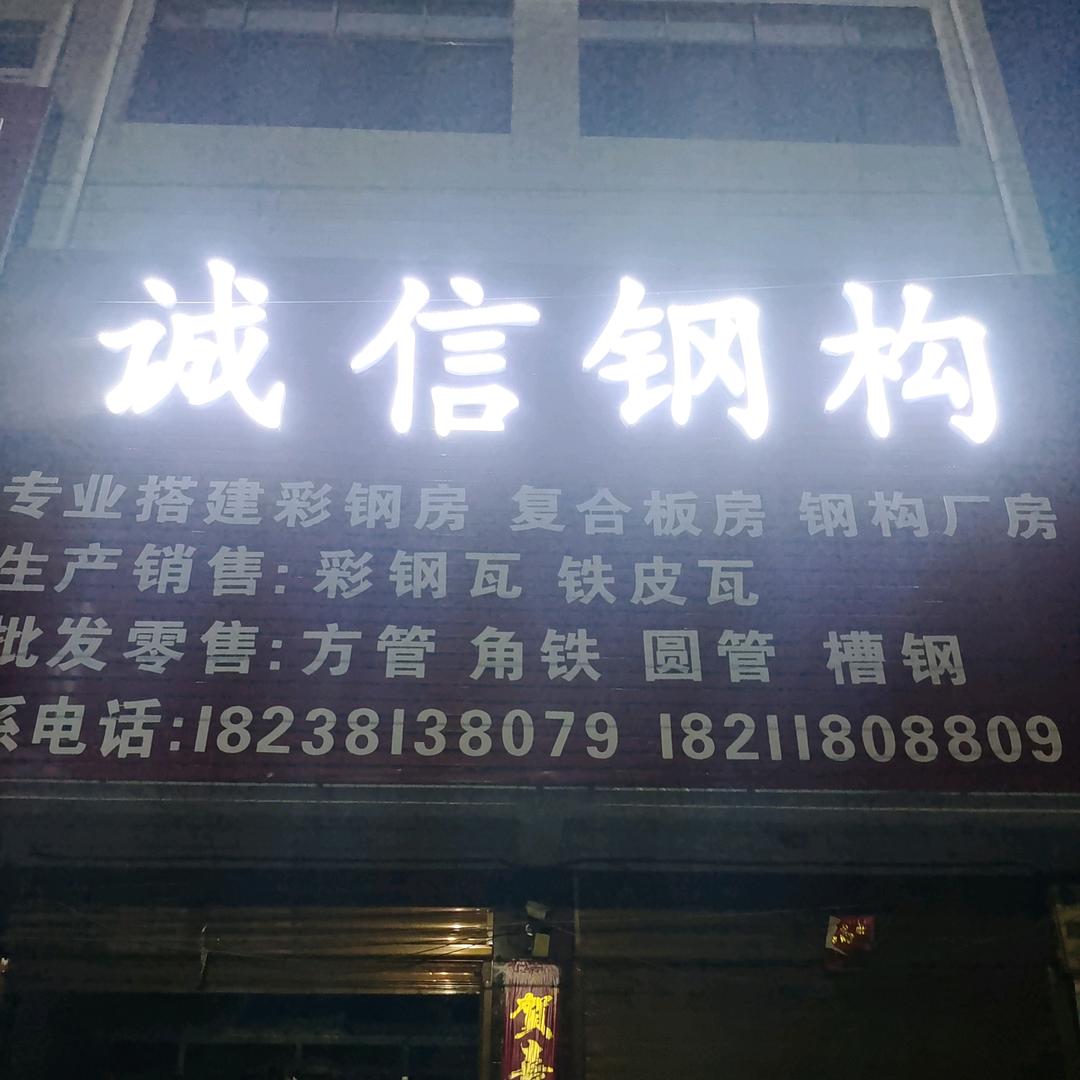 诚信钢构
专业搭建彩钢房 复合板房 钢构厂房
生产销售:彩钢瓦 铁皮瓦
批发零售:方管 角铁 圆管 槽钢
系电话:18238138079 18211808809
贺